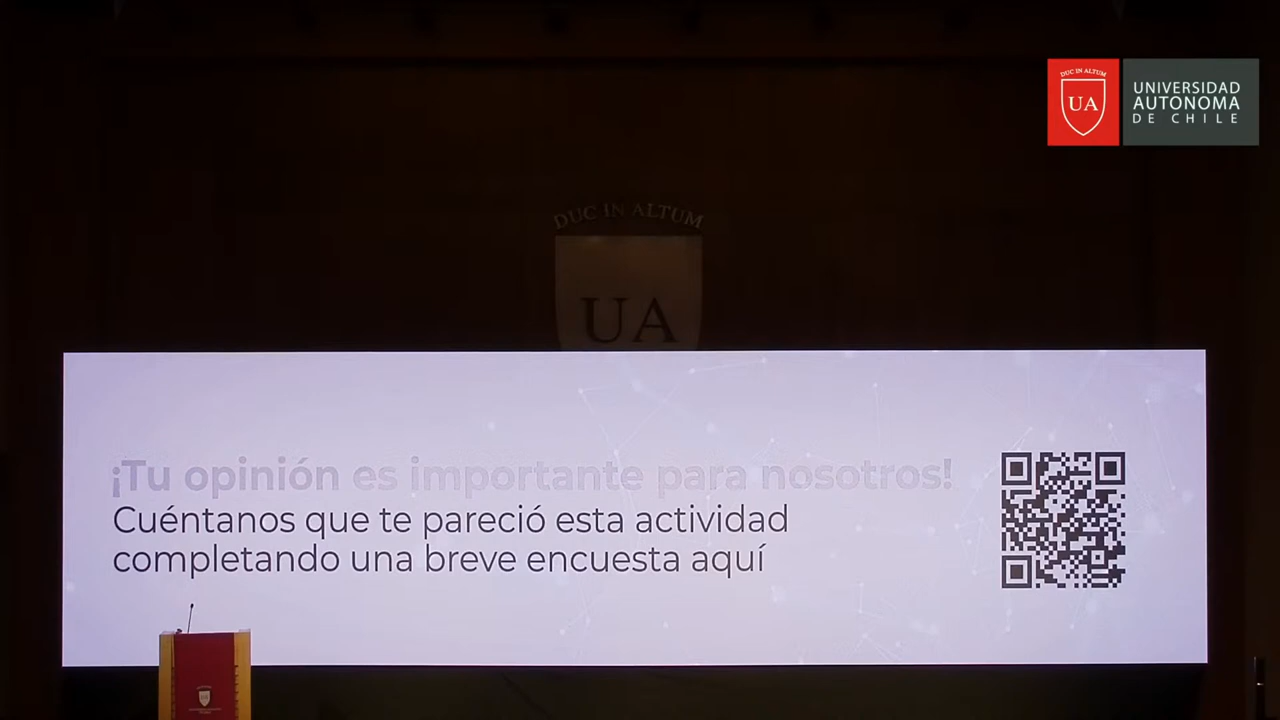 DUC IN ALTUM
UA
UNIVERSIDAD
AUTONOMA
DE CHILE
DUC IN ALTUM
UA
¡Tu opinión es importante para nosotros!
Cuéntanos que te pareció esta actividad
completando una breve encuesta aquí
UA